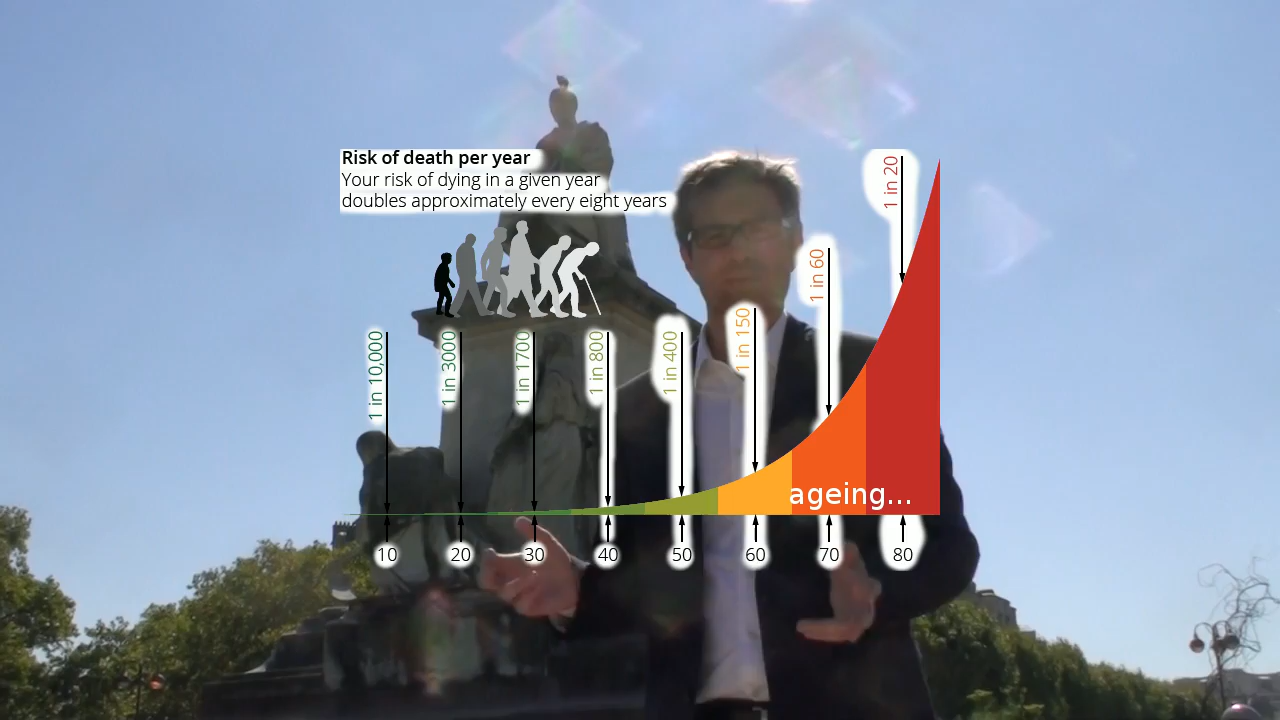 Risk of death per year
Your risk of dying in a given year
doubles approximately every eight years
1 in 10,000
1 in 3000
1 in 1700
1 in 800
1 in 400
1 in 150
1 in 60
1 in 20
ageing...
10 20 30 40 50 60 70 80